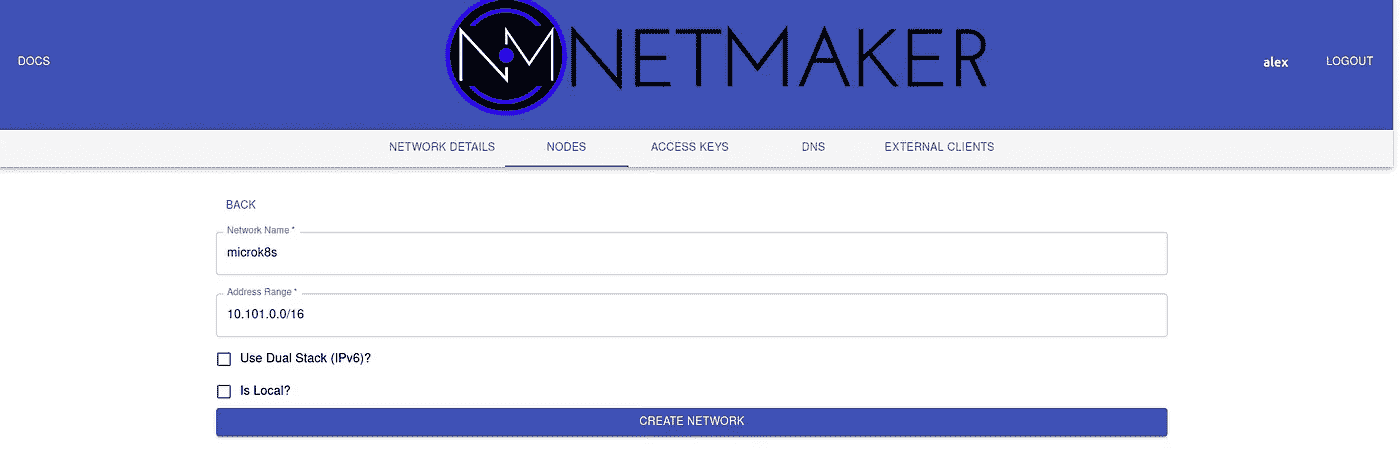 DOCS
NM NETMAKER
alex
LOGOUT
NETWORK DETAILS NODES ACCESS KEYS DNS EXTERNAL CLIENTS
BACK
Network Name *
microk8s
Address Range *
10.101.0.0/16
Use Dual Stack (IPv6)?
Is Local?
CREATE NETWORK